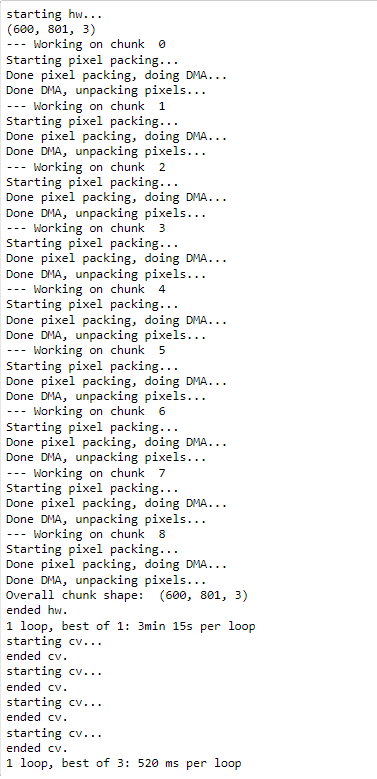 starting hw...
(600, 801, 3)
--- Working on chunk  0
Starting pixel packing...
Done pixel packing, doing DMA...
Done DMA, unpacking pixels...
--- Working on chunk  1
Starting pixel packing...
Done pixel packing, doing DMA...
Done DMA, unpacking pixels...
--- Working on chunk  2
Starting pixel packing...
Done pixel packing, doing DMA...
Done DMA, unpacking pixels...
--- Working on chunk  3
Starting pixel packing...
Done pixel packing, doing DMA...
Done DMA, unpacking pixels...
--- Working on chunk  4
Starting pixel packing...
Done pixel packing, doing DMA...
Done DMA, unpacking pixels...
--- Working on chunk  5
Starting pixel packing...
Done pixel packing, doing DMA...
Done DMA, unpacking pixels...
--- Working on chunk  6
Starting pixel packing...
Done pixel packing, doing DMA...
Done DMA, unpacking pixels...
--- Working on chunk  7
Starting pixel packing...
Done pixel packing, doing DMA...
Done DMA, unpacking pixels...
--- Working on chunk  8
Starting pixel packing...
Done pixel packing, doing DMA...
Done DMA, unpacking pixels...
Overall chunk shape:  (600, 801, 3)
ended hw.
1 loop, best of 1: 3min 15s per loop
starting cv...
ended cv.
starting cv...
ended cv.
starting cv...
ended cv.
starting cv...
ended cv.
1 loop, best of 3: 520 ms per loop